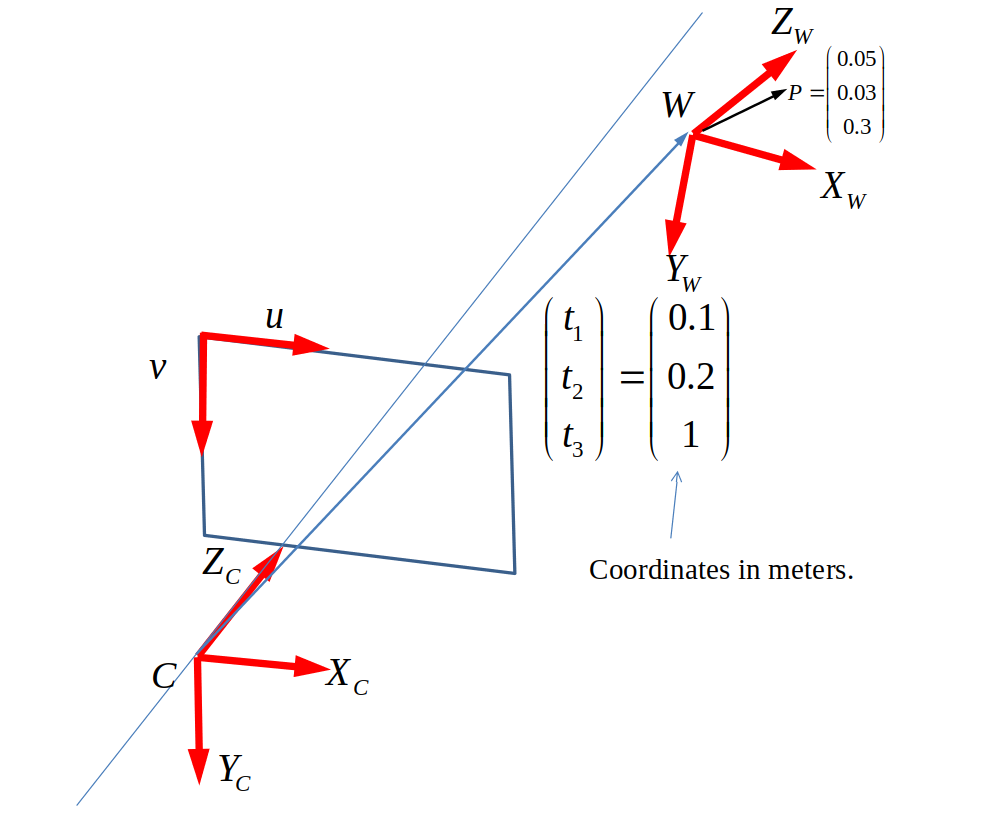 Z_W
P = (0.05
0.03
0.3)
W
X_W
Y_W
u
v
(t_1
t_2
t_3) = (0.1
0.2
1)
Z_C
Coordinates in meters.
C
X_C
Y_C